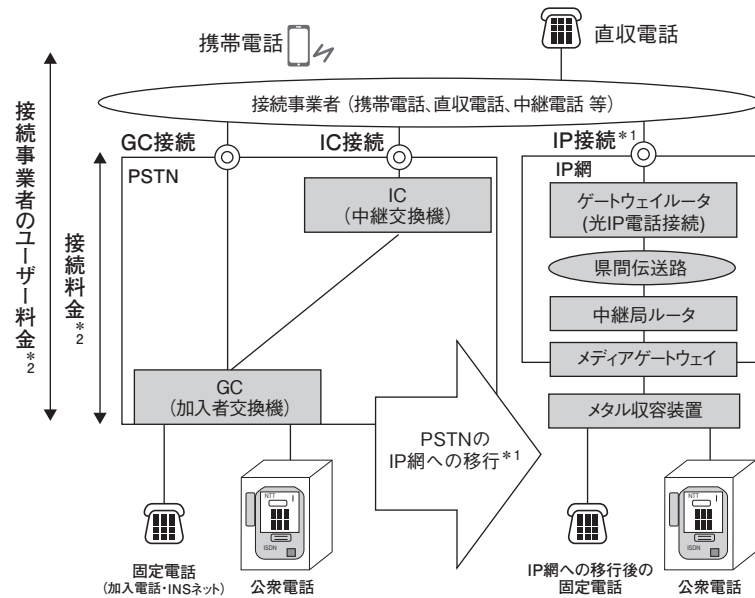 携帯電話
直収電話
接続事業者（携帯電話、直収電話、中継電話 等）
GC接続
IC接続
IP接続*1
PSTN
IP網
接続事業者のユーザー料金*2
接続料金*2
IC
（中継交換機）
ゲートウェイルータ
(光IP電話接続)
県間伝送路
中継局ルータ
メディアゲートウェイ
GC
（加入者交換機）
メタル収容装置
PSTNの
IP網への移行*1
NTT
ISDN
NTT
ISDN
固定電話
（加入電話・INSネット）
公衆電話
IP網への移行後の
固定電話
公衆電話